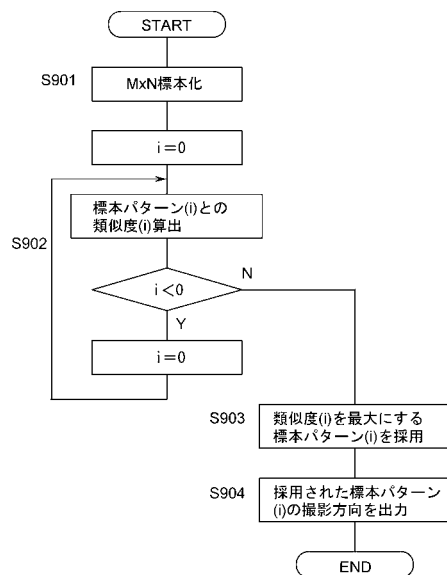 START
S901
MxN標本化
i=0
S902
標本パターン(i)との
類似度(i)算出
i<0
N
Y
i=0
S903
類似度(i)を最大にする
標本パターン(i)を採用
S904
採用された標本パターン
(i)の撮影方向を出力
END